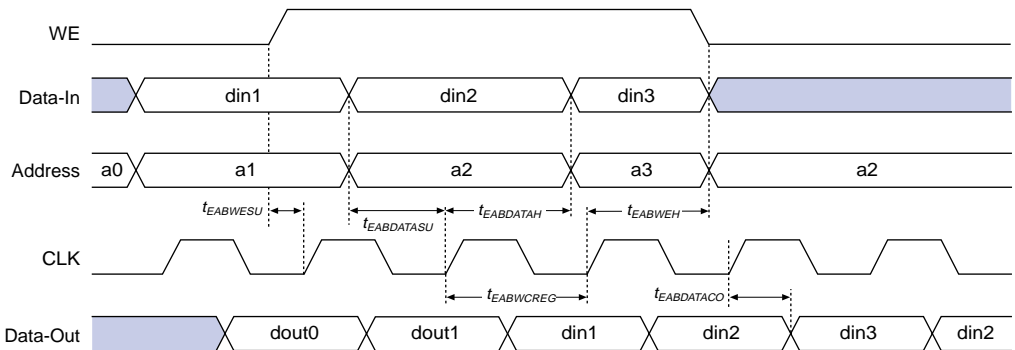 WE
Data-In din1 din2 din3
Address a0 a1 a2 a3 a2
tEABWESU tEABDATASU tEABDATAH tEABWEH
CLK
tEABWCREG tEABDATACO
Data-Out dout0 dout1 din1 din2 din3 din2